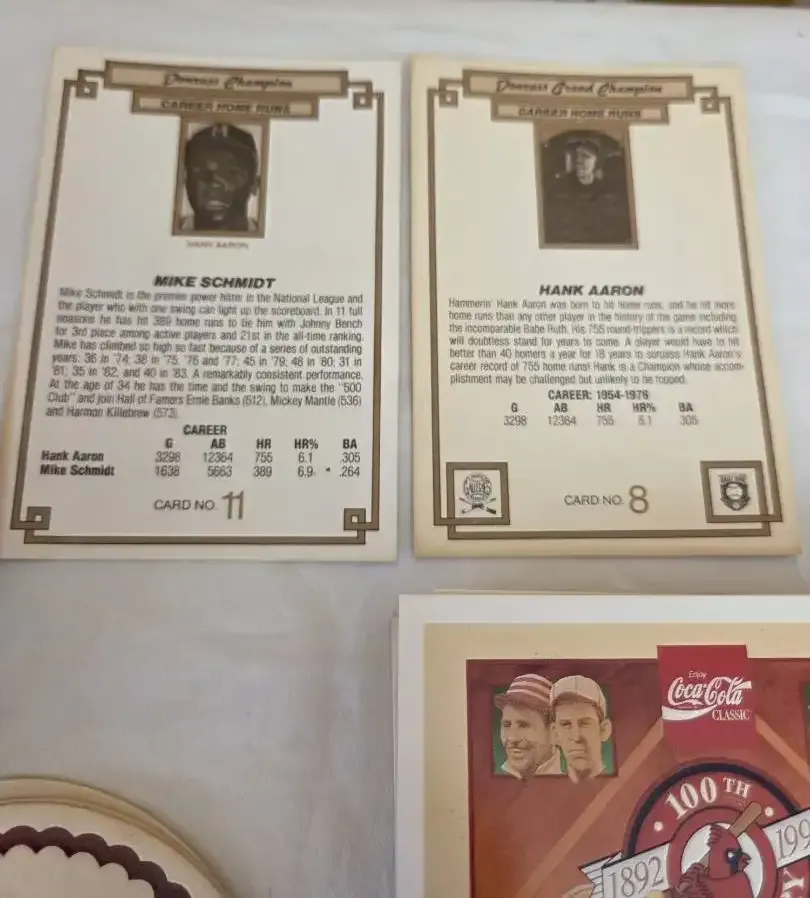 Donruss Champion
CAREER HOME RUNS
HANK AARON
MIKE SCHMIDT
Mike Schmidt is the premier power hitter in the National League and
the player who with one swing can light up the scoreboard. In 11 full
seasons he has hit 389 home runs to tie him with Johnny Bench
for 3rd place among active players and 21st in the all-time ranking.
Mike has climbed so high so fast because of a series of outstanding
years: 36 in '74; 38 in '75, '76 and '77; 45 in '79; 48 in '80; 31 in
'81; 35 in '82; and 40 in '83. A remarkably consistent performance.
At the age of 34 he has the time and the swing to make the "500
Club" and join Hall of Famers Ernie Banks (512), Mickey Mantle (536)
and Harmon Killebrew (573).
CAREER
G AB HR HR% BA
Hank Aaron 3298 12364 755 6.1 .305
Mike Schmidt 1638 5663 389 6.9 .264
CARD NO. 11
Donruss Grand Champion
CAREER HOME RUNS
HANK AARON
Hammerin' Hank Aaron was born to hit home runs, and he hit more
home runs than any other player in the history of the game including
the incomparable Babe Ruth. His 755 round-trippers is a record which
will doubtless stand for years to come. A player would have to hit
better than 40 homers a year for 18 years to surpass Hank Aaron's
career record of 755 home runs! Hank is a Champion whose accom-
plishment may be challenged but unlikely to be topped.
CAREER: 1954-1976
G AB HR HR% BA
3298 12364 755 6.1 .305
GALLERIES
CARD NO. 8
Enjoy
Coca-Cola
CLASSIC
100TH
1892 199